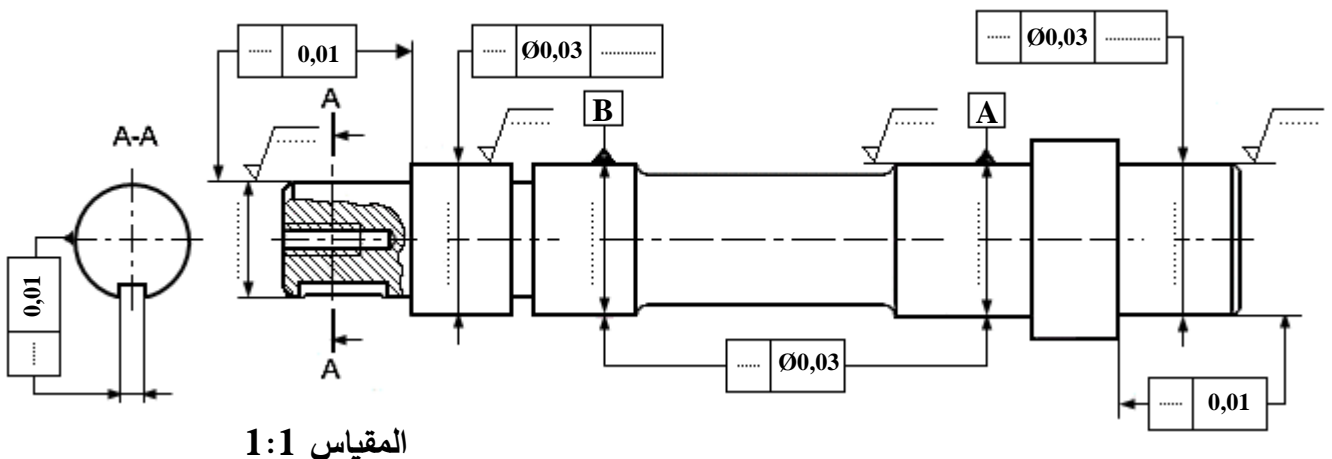 ...... 0,01
...... Ø0,03 ............
...... Ø0,03 ............
A
B
A
A-A
0,01 ......
A
...... Ø0,03
...... 0,01
المقياس 1:1